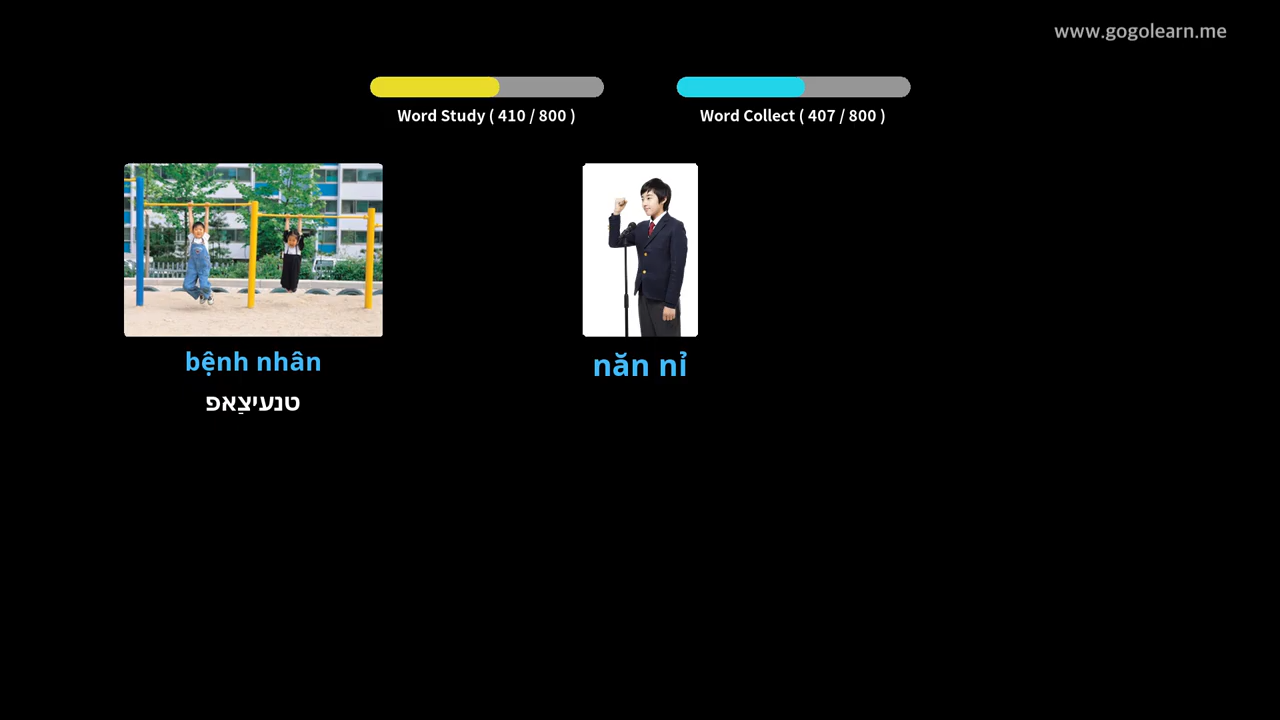 www.gogolearn.me
Word Study ( 410 / 800 )
Word Collect ( 407 / 800 )
bệnh nhân
טנעיצַאפ
năn nỉ